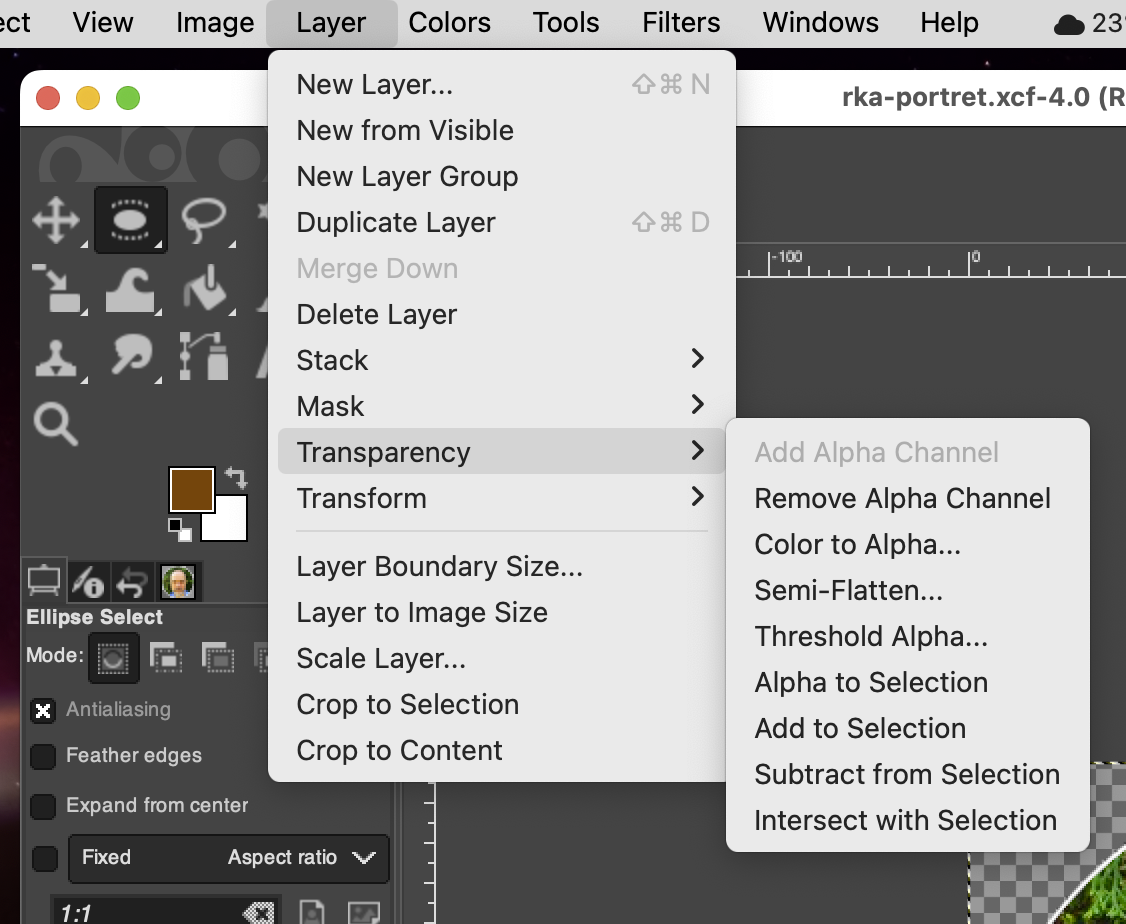 View Image Layer Colors Tools Filters Windows Help
rka-portret.xcf-4.0 (R
New Layer... ⇧⌘ N
New from Visible
New Layer Group
Duplicate Layer ⇧⌘ D
Merge Down
Delete Layer
Stack
Mask
Transparency
Transform
Layer Boundary Size...
Layer to Image Size
Scale Layer...
Crop to Selection
Crop to Content
Add Alpha Channel
Remove Alpha Channel
Color to Alpha...
Semi-Flatten...
Threshold Alpha...
Alpha to Selection
Add to Selection
Subtract from Selection
Intersect with Selection
-100 0
Ellipse Select
Mode:
Antialiasing
Feather edges
Expand from center
Fixed Aspect ratio
1:1